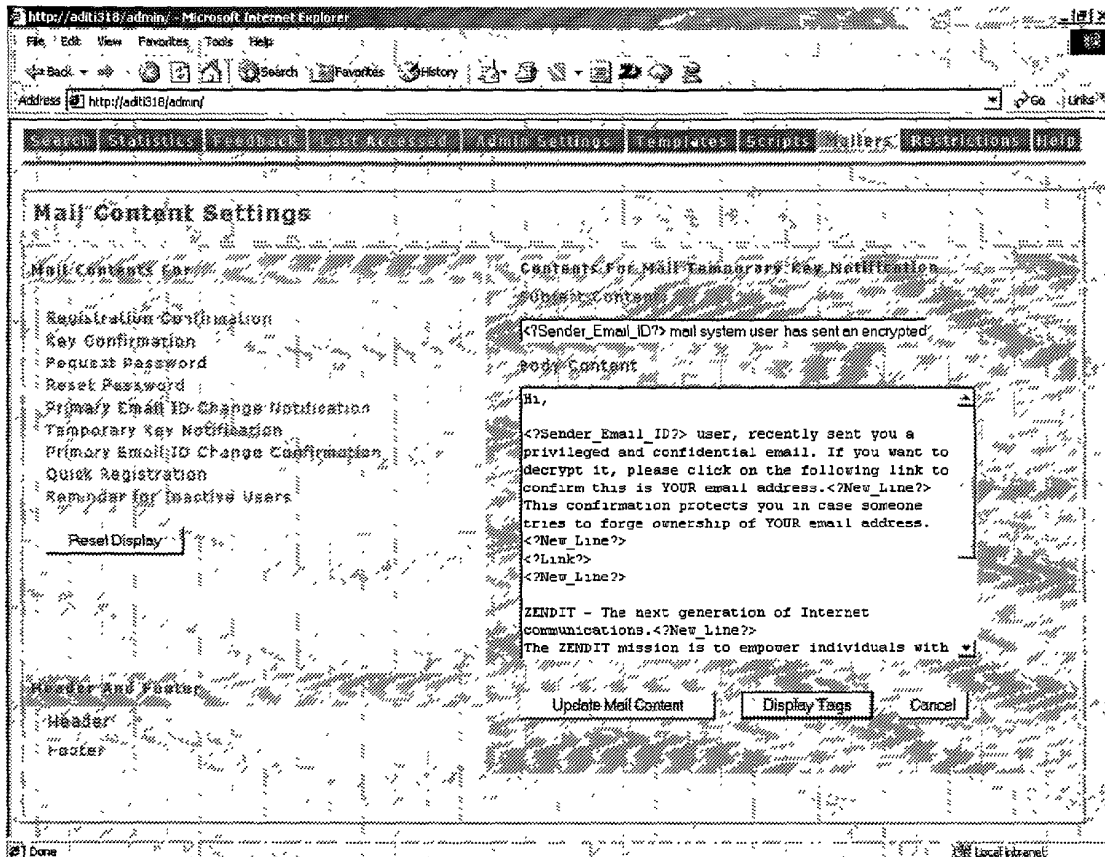 http://aditi318/admin/ - Microsoft Internet Explorer
File Edit View Favorites Tools Help
Back Search Favorites History
Address http://aditi318/admin/ Go Links
Search Statistics Feedback Last Accessed Admin Settings Templates Scripts Mailers Restrictions Help
Mail Content Settings
Mail Contents For
Registration Confirmation
Key Confirmation
Request Password
Reset Password
Primary Email ID Change Notification
Temporary Key Notification
Primary Email ID Change Confirmation
Quick Registration
Reminder for Inactive Users
Reset Display
Header And Footer
Header
Footer
Contents For Mail Temporary Key Notification
Subject Content
<?Sender_Email_ID?> mail system user has sent an encrypted
Body Content
Hi,
<?Sender_Email_ID?> user, recently sent you a
privileged and confidential email. If you want to
decrypt it, please click on the following link to
confirm this is YOUR email address.<?New_Line?>
This confirmation protects you in case someone
tries to forge ownership of YOUR email address.
<?New_Line?>
<?Link?>
<?New_Line?>
ZENDIT - The next generation of Internet
communications.<?New_Line?>
The ZENDIT mission is to empower individuals with
Update Mail Content Display Tags Cancel
Done Local intranet